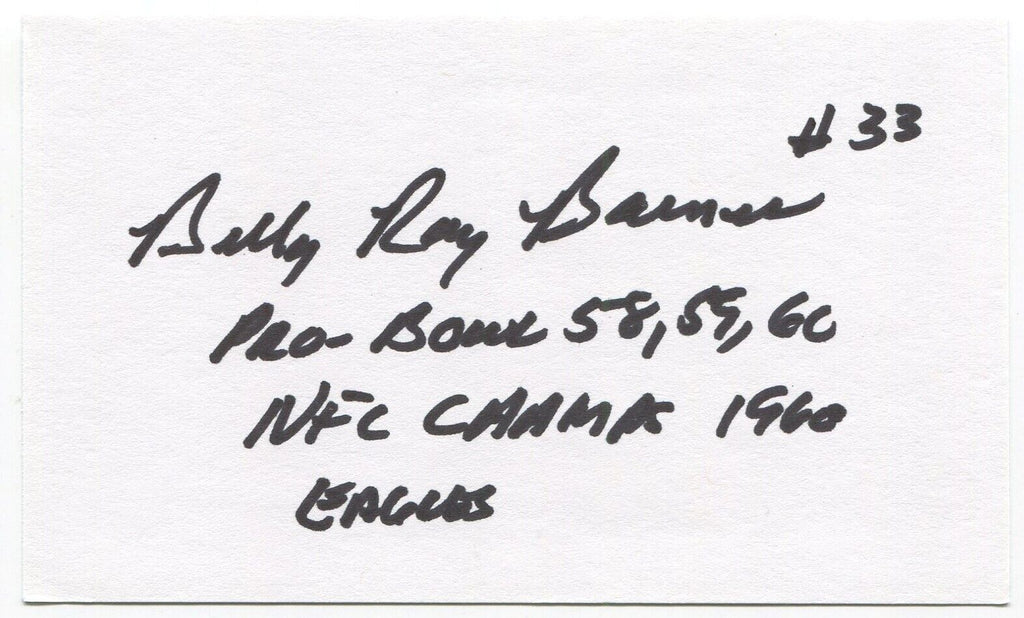 #33
Billy Ray Barnes
PRO-BOWL 58, 59, 60
NFC CHAMPS 1960
EAGLES